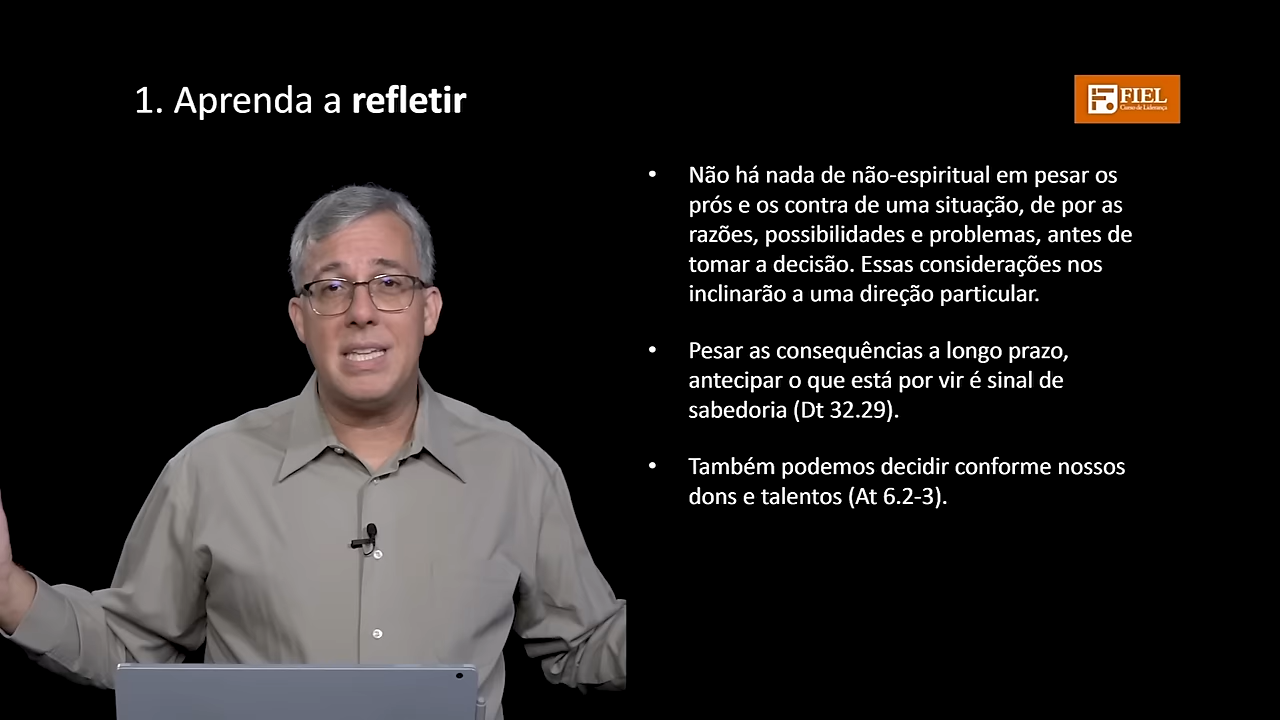 1. Aprenda a refletir
FIEL
Curso de Liderança
• Não há nada de não-espiritual em pesar os
prós e os contra de uma situação, de por as
razões, possibilidades e problemas, antes de
tomar a decisão. Essas considerações nos
inclinarão a uma direção particular.
• Pesar as consequências a longo prazo,
antecipar o que está por vir é sinal de
sabedoria (Dt 32.29).
• Também podemos decidir conforme nossos
dons e talentos (At 6.2-3).